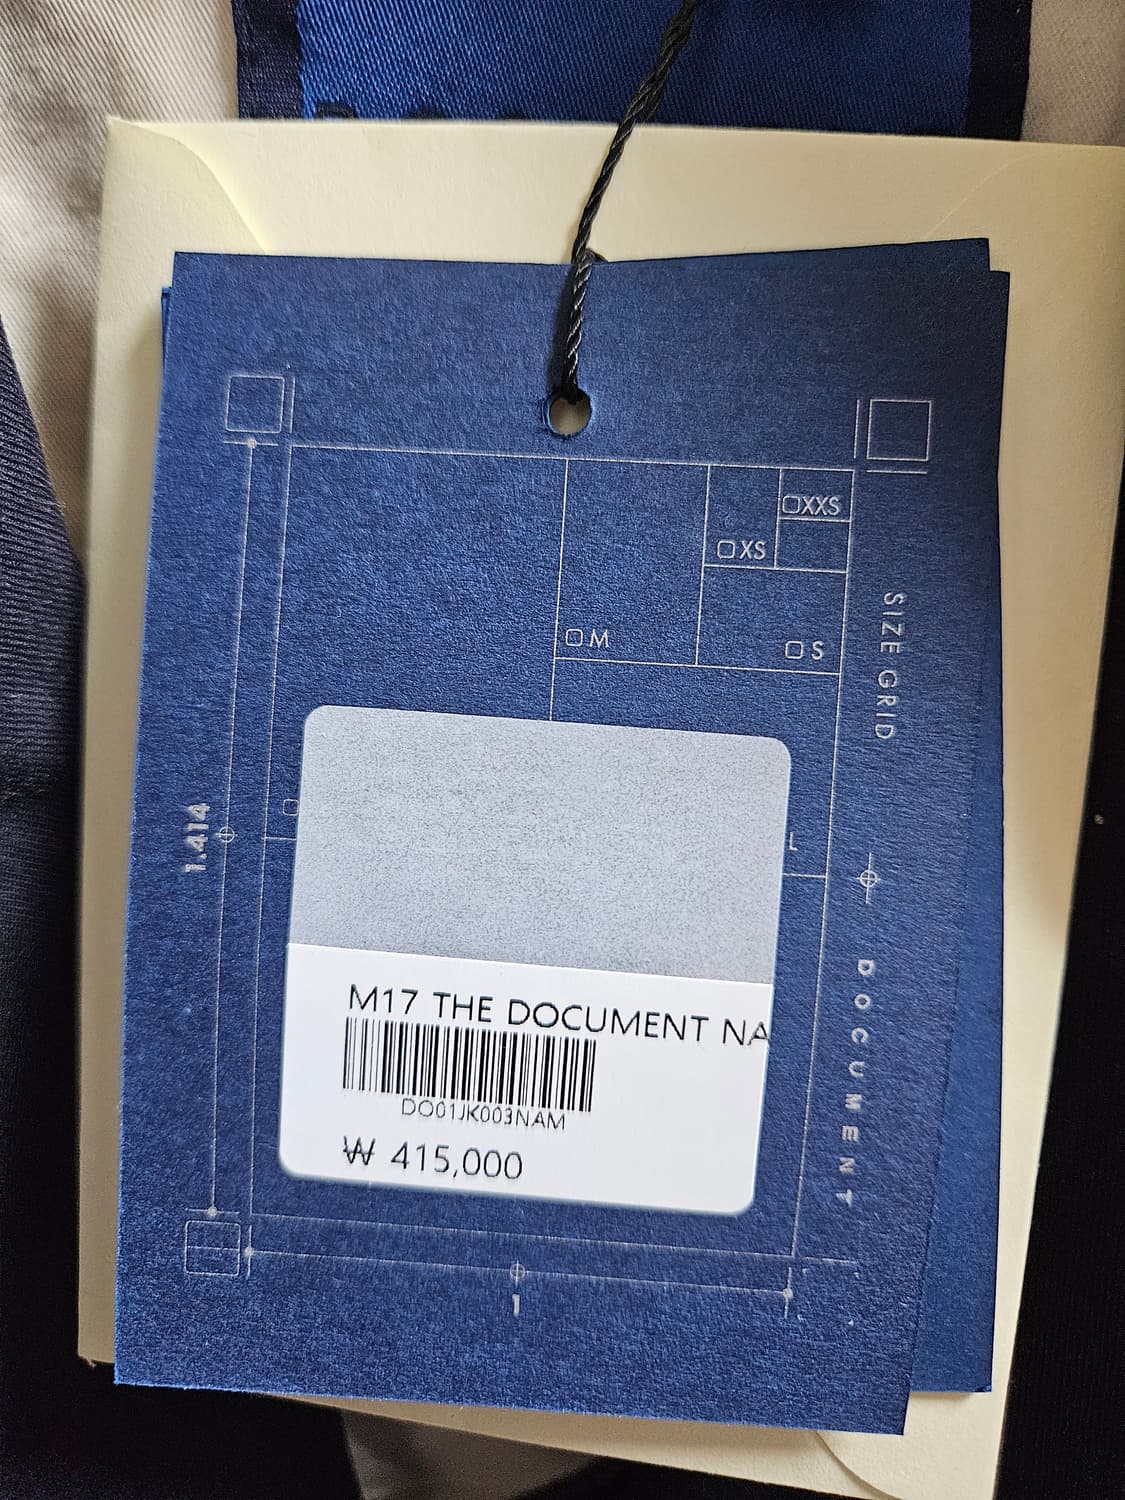 XXS
XS
M
S
SIZE GRID
1.414
L
DOCUMENT
M17 THE DOCUMENT NA
DO01JK003NAM
₩ 415,000
1